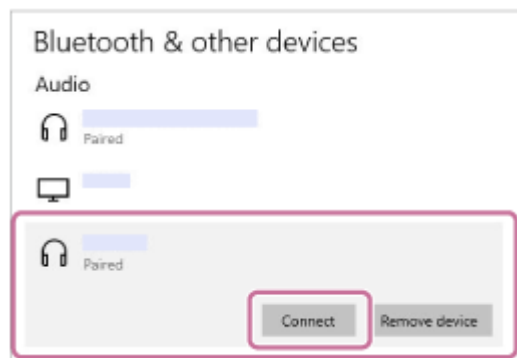 Bluetooth & other devices
Audio
Paired
Paired
Connect
Remove device